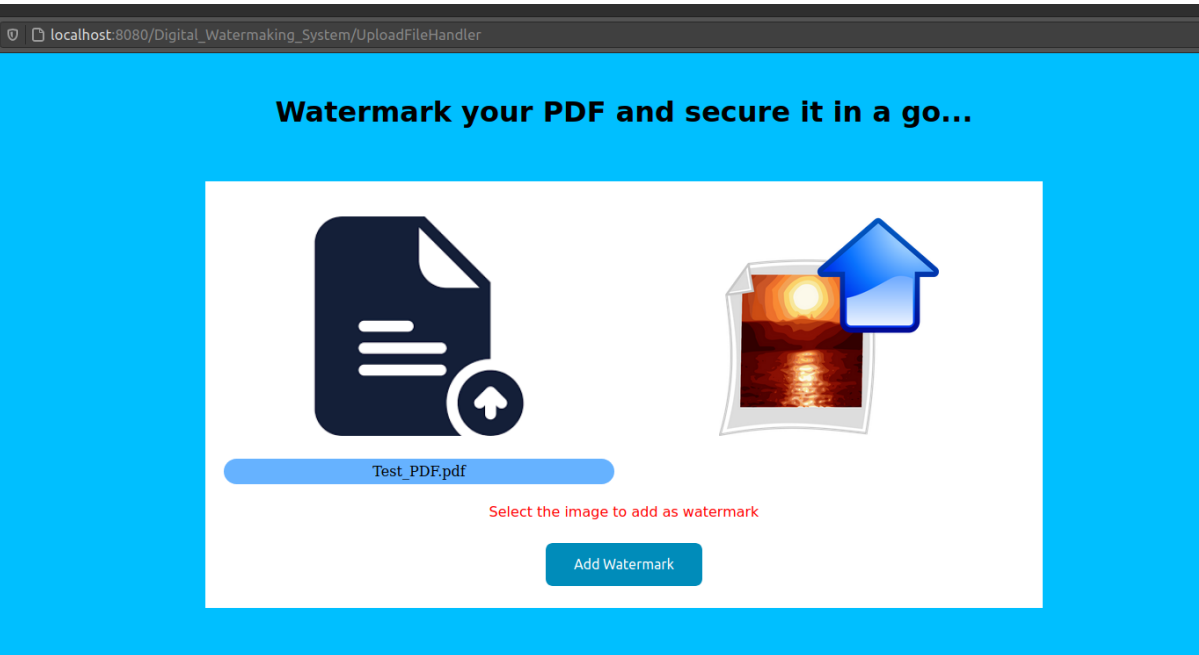 localhost:8080/Digital_Watermaking_System/UploadFileHandler
Watermark your PDF and secure it in a go...
Test_PDF.pdf
Select the image to add as watermark
Add Watermark